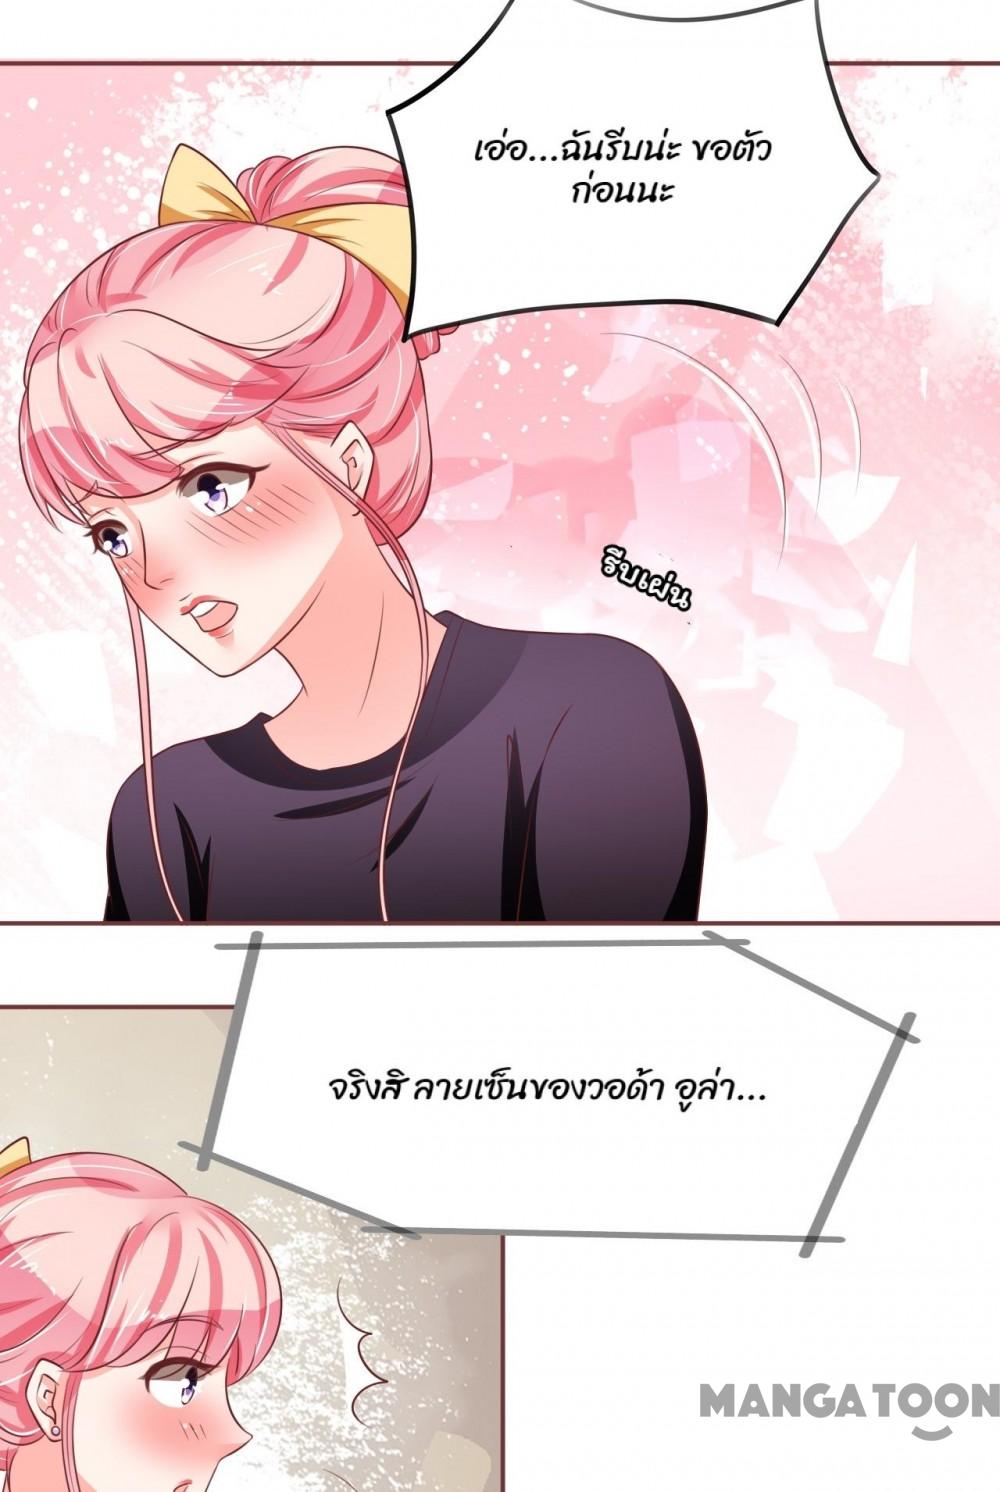 เอ่อ...ฉันรีบน่ะ ขอตัว
ก่อนนะ
รีบเผ่น
จริงสิ ลายเซ็นของวอด้า อูล่า...
MANGATOON